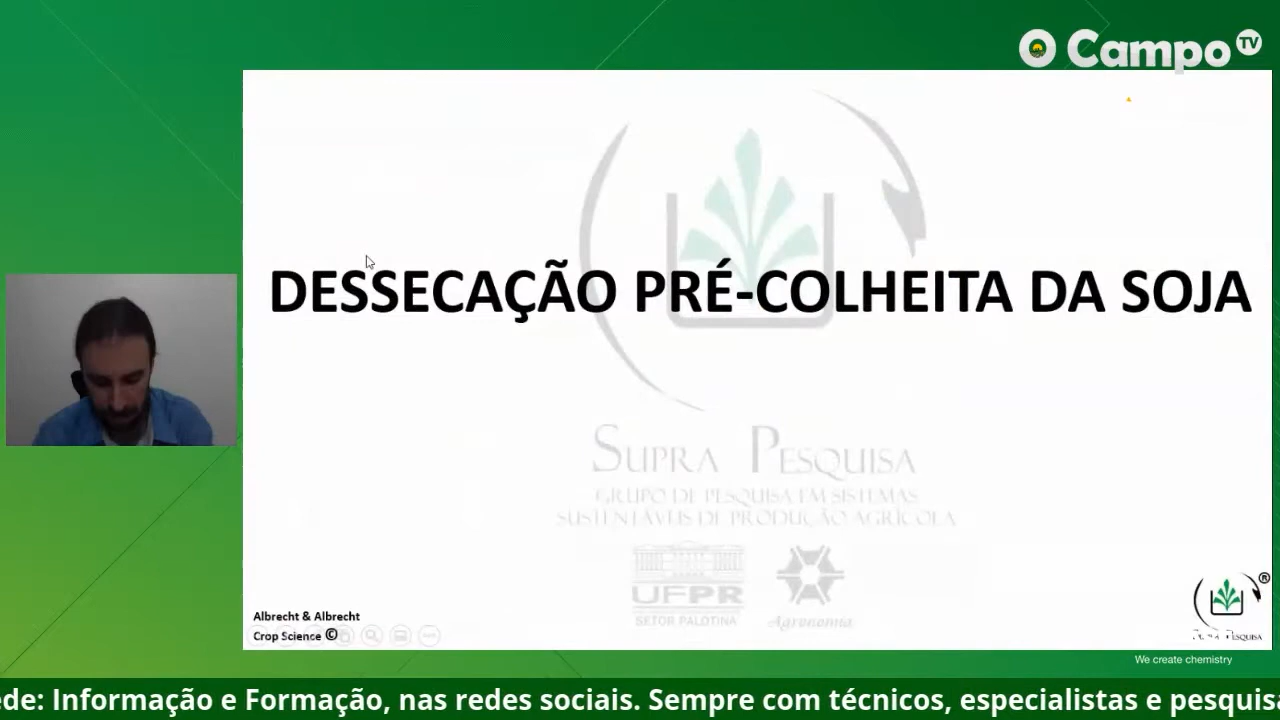 O Campo TV
DESSECAÇÃO PRÉ-COLHEITA DA SOJA
SUPRA PESQUISA
GRUPO DE PESQUISA EM SISTEMAS
SUSTENTÁVEIS DE PRODUÇÃO AGRÍCOLA
UFPR
SETOR PALOTINA
Agronomia
Albrecht & Albrecht
Crop Science ©
®
SUPRA PESQUISA
We create chemistry
ede: Informação e Formação, nas redes sociais. Sempre com técnicos, especialistas e pesquisa